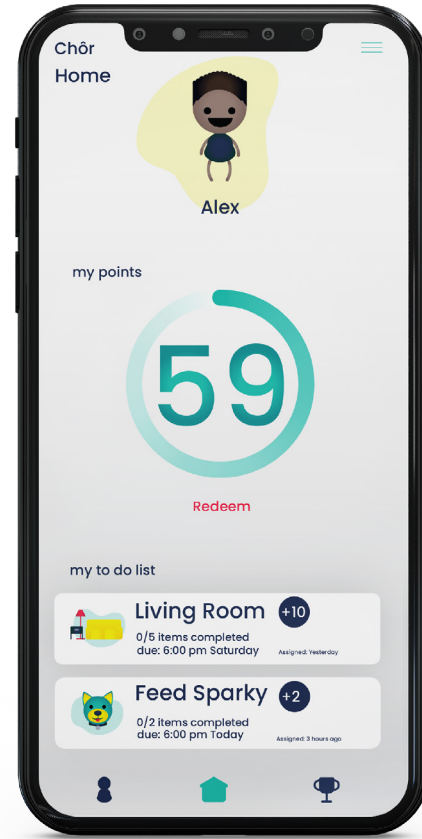 Chôr
Home
Alex
my points
59
Redeem
my to do list
Living Room +10
0/5 items completed
due: 6:00 pm Saturday Assigned: Yesterday
Feed Sparky +2
0/2 items completed
due: 6:00 pm Today Assigned: 3 hours ago